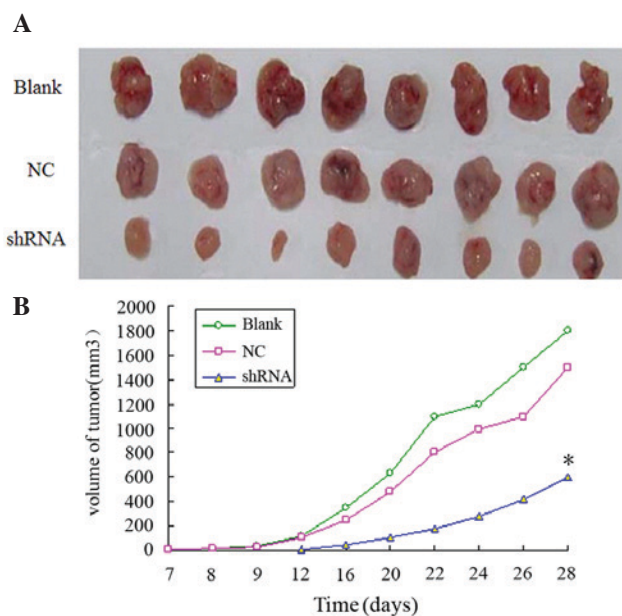 A
Blank
NC
shRNA
B
2000
1800
1600
1400
1200
1000
800
600
400
200
0
volume of tumor(mm3)
Blank
NC
shRNA
*
7 8 9 12 16 20 22 24 26 28
Time (days)